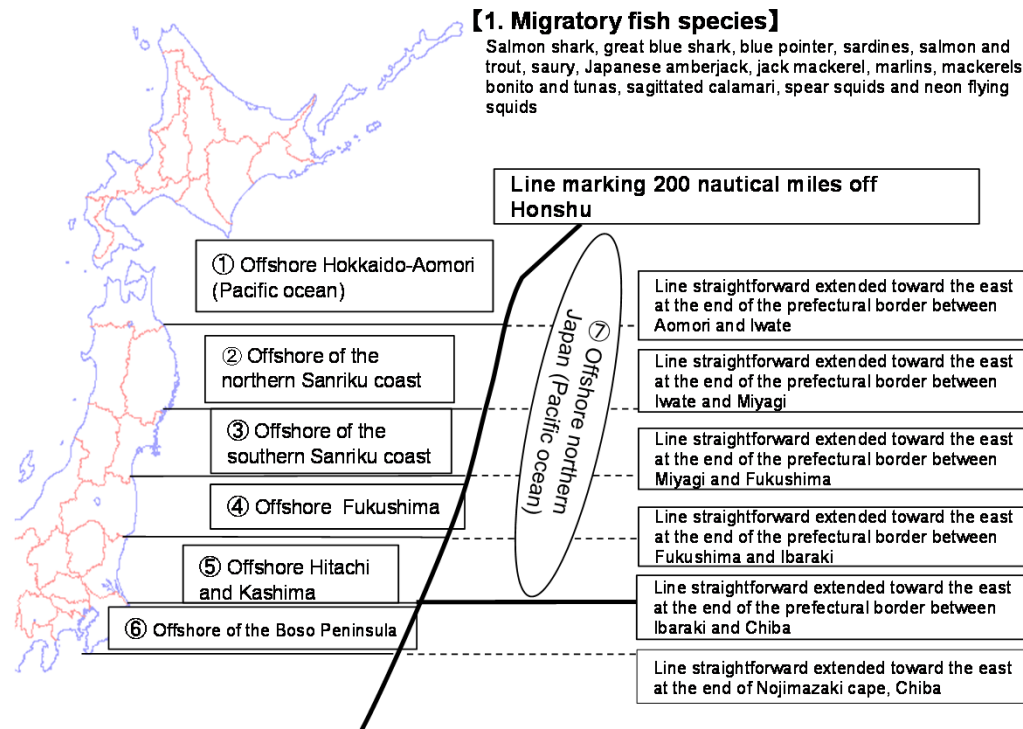 【1. Migratory fish species】
Salmon shark, great blue shark, blue pointer, sardines, salmon and
trout, saury, Japanese amberjack, jack mackerel, marlins, mackerels
bonito and tunas, sagittated calamari, spear squids and neon flying
squids
Line marking 200 nautical miles off
Honshu
① Offshore Hokkaido-Aomori
(Pacific ocean)
② Offshore of the
northern Sanriku coast
③ Offshore of the
southern Sanriku coast
④ Offshore Fukushima
⑤ Offshore Hitachi
and Kashima
⑥ Offshore of the Boso Peninsula
⑦ Offshore northern
Japan (Pacific ocean)
Line straightforward extended toward the east
at the end of the prefectural border between
Aomori and Iwate
Line straightforward extended toward the east
at the end of the prefectural border between
Iwate and Miyagi
Line straightforward extended toward the east
at the end of the prefectural border between
Miyagi and Fukushima
Line straightforward extended toward the east
at the end of the prefectural border between
Fukushima and Ibaraki
Line straightforward extended toward the east
at the end of the prefectural border between
Ibaraki and Chiba
Line straightforward extended toward the east
at the end of Nojimazaki cape, Chiba